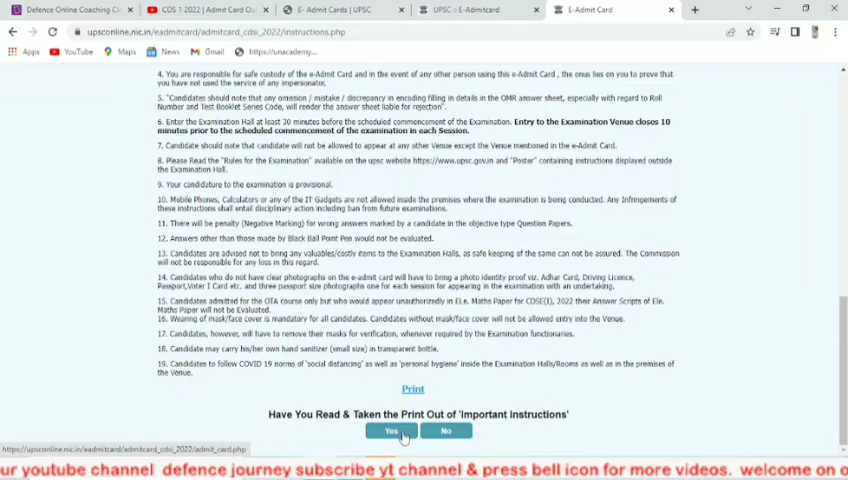 Defence Online Coaching Cl
CDS 1 2022 | Admit Card Ou
E- Admit Cards | UPSC
UPSC :: E-Admitcard
E-Admit Card
upsconline.nic.in/eadmitcard/admitcard_cdsi_2022/instructions.php
Apps
YouTube
Maps
News
Gmail
https://unacademy...
4. You are responsible for safe custody of the e-Admit Card and in the event of any other person using this e-Admit Card , the onus lies on you to prove that
you have not used the service of any impersonator.
5. "Candidates should note that any omission / mistake / discrepancy in encoding filling in details in the OMR answer sheet, especially with regard to Roll
Number and Test Booklet Series Code, will render the answer sheet liable for rejection".
6. Enter the Examination Hall at least 30 minutes before the scheduled commencement of the Examination. Entry to the Examination Venue closes 10
minutes prior to the scheduled commencement of the examination in each Session.
7. Candidate should note that candidate will not be allowed to appear at any other Venue except the Venue mentioned in the e-Admit Card.
8. Please Read the "Rules for the Examination" available on the upsc website https://www.upsc.gov.in and "Poster" containing instructions displayed outside
the Examination Hall.
9. Your candidature to the examination is provisional.
10. Mobile Phones, Calculators or any of the IT Gadgets are not allowed inside the premises where the examination is being conducted. Any Infringements of
these instructions shall entail disciplinary action including ban from future examinations.
11. There will be penalty (Negative Marking) for wrong answers marked by a candidate in the objective type Question Papers.
12. Answers other than those made by Black Ball Point Pen would not be evaluated.
13. Candidates are advised not to bring any valuables/costly items to the Examination Halls, as safe keeping of the same can not be assured. The Commission
will not be responsible for any loss in this regard.
14. Candidates who do not have clear photographs on the e-admit card will have to bring a photo identity proof viz. Adhar Card, Driving Licence,
Passport,Voter I Card etc. and three passport size photographs one for each session for appearing in the examination with an undertaking.
15. Candidates admitted for the OTA course only but who would appear unauthorizedly in ELe. Maths Paper for CDSE(I), 2022 their Answer Scripts of Ele.
Maths Paper will not be Evaluated.
16. Wearing of mask/face cover is mandatory for all candidates. Candidates without mask/face cover will not be allowed entry into the Venue.
17. Candidates, however, will have to remove their masks for verification, whenever required by the Examination functionaries.
18. Candidate may carry his/her own hand sanitizer (small size) in transparent bottle.
19. Candidates to follow COVID 19 norms of 'social distancing' as well as 'personal hygiene' inside the Examination Halls/Rooms as well as in the premises of
the Venue.
Print
Have You Read & Taken the Print Out of 'Important Instructions'
Yes
No
https://upsconline.nic.in/eadmitcard/admitcard_cdsi_2022/admit_card.php
ur youtube channel defence journey subscribe yt channel & press bell icon for more videos. welcome on o